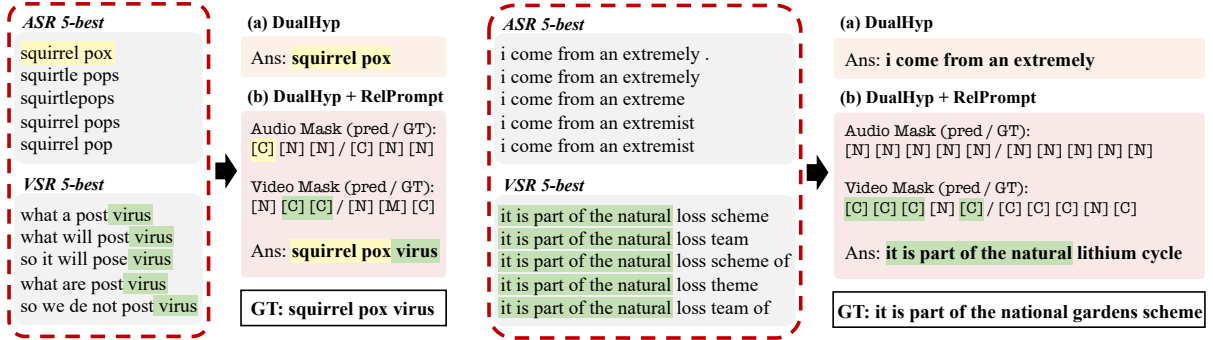 ASR 5-best
squirrel pox
squirtle pops
squirtlepops
squirrel pops
squirrel pop
VSR 5-best
what a post virus
what will post virus
so it will pose virus
what are post virus
so we de not post virus
(a) DualHyp
Ans: squirrel pox
(b) DualHyp + RelPrompt
Audio Mask (pred / GT):
[C] [N] [N] / [C] [N] [N]
Video Mask (pred / GT):
[N] [C] [C] / [N] [M] [C]
Ans: squirrel pox virus
GT: squirrel pox virus
ASR 5-best
i come from an extremely .
i come from an extremely
i come from an extreme
i come from an extremist
i come from an extremist
VSR 5-best
it is part of the natural loss scheme
it is part of the natural loss team
it is part of the natural loss scheme of
it is part of the natural loss theme
it is part of the natural loss team of
(a) DualHyp
Ans: i come from an extremely
(b) DualHyp + RelPrompt
Audio Mask (pred / GT):
[N] [N] [N] [N] [N] / [N] [N] [N] [N] [N]
Video Mask (pred / GT):
[C] [C] [C] [N] [C] / [C] [C] [C] [N] [C]
Ans: it is part of the natural lithium cycle
GT: it is part of the national gardens scheme